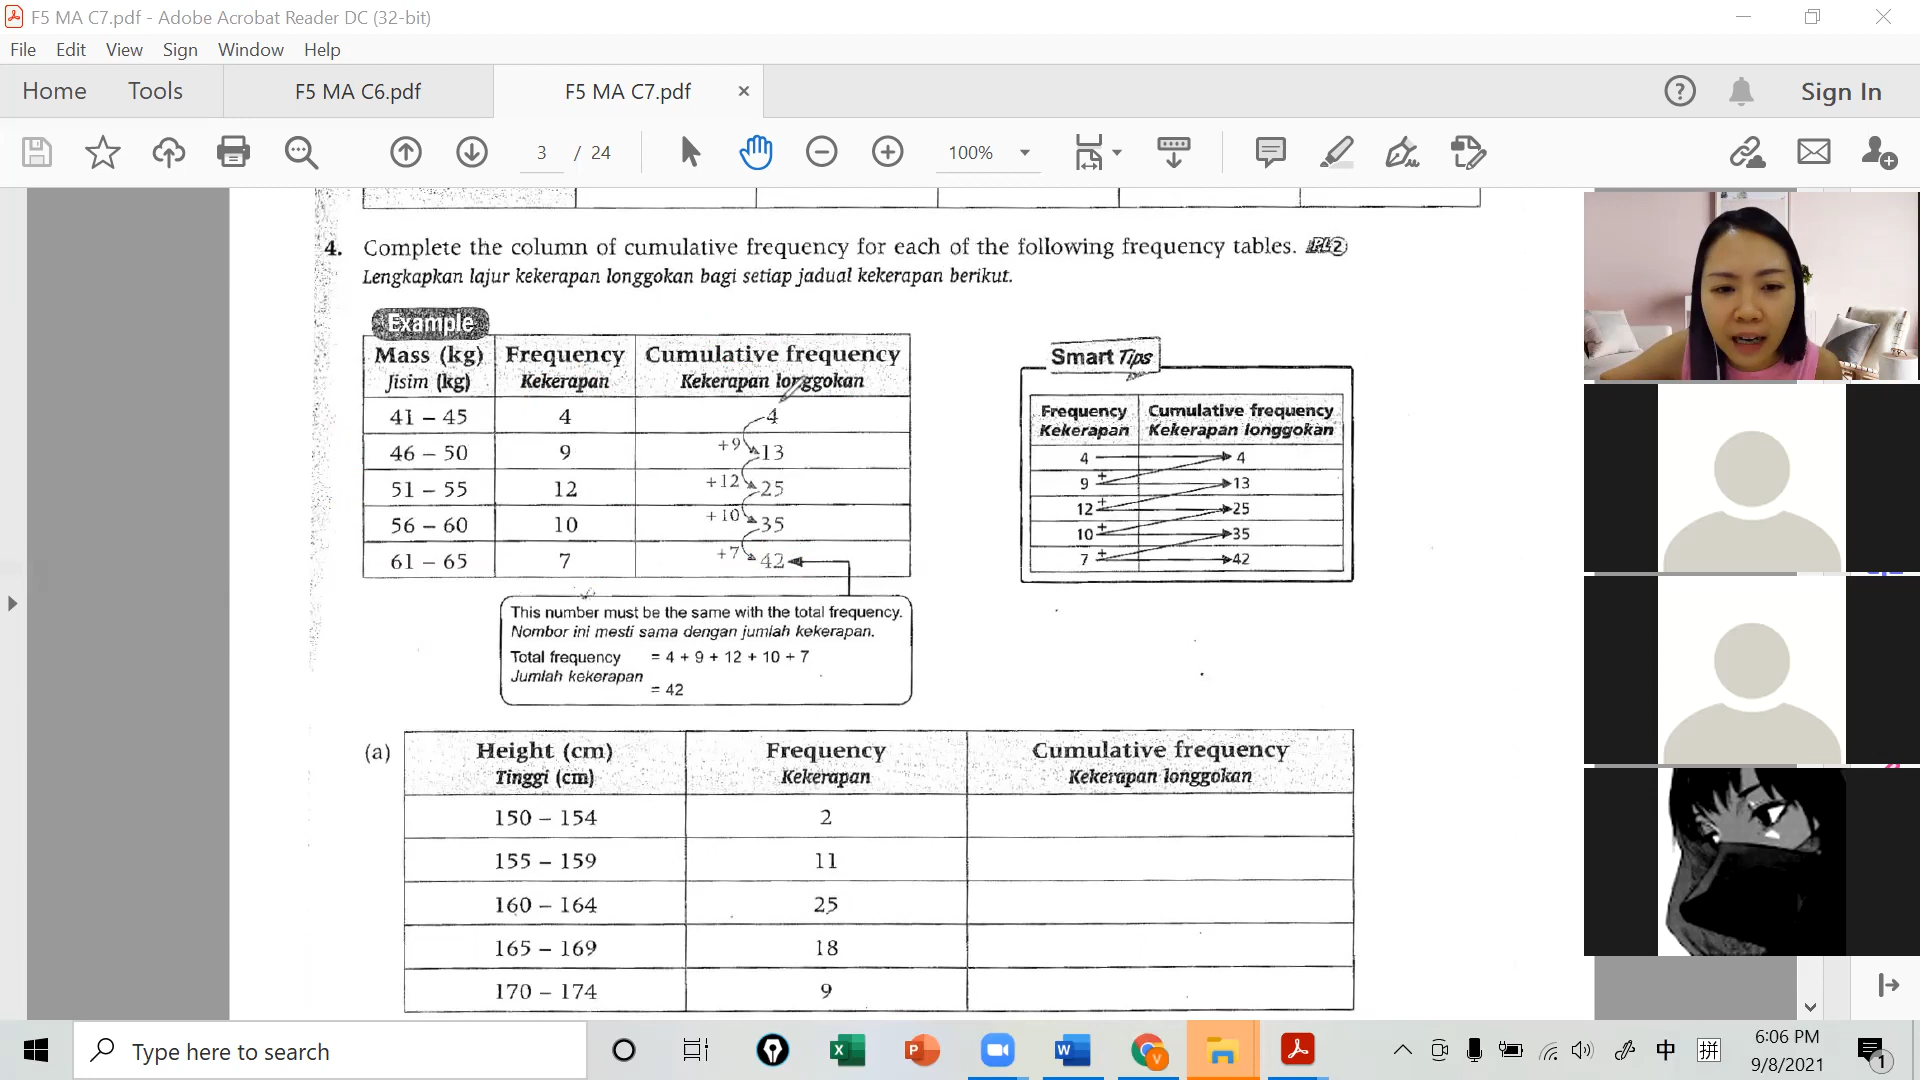 F5 MA C7.pdf - Adobe Acrobat Reader DC (32-bit)
File Edit View Sign Window Help
Home Tools F5 MA C6.pdf F5 MA C7.pdf × Sign In
3 / 24 100%
4. Complete the column of cumulative frequency for each of the following frequency tables. PL2
Lengkapkan lajur kekerapan longgokan bagi setiap jadual kekerapan berikut.
Example
Mass (kg) Frequency Cumulative frequency
Jisim (kg) Kekerapan Kekerapan longgokan
41 – 45 4 4
46 – 50 9 +9 13
51 – 55 12 +12 25
56 – 60 10 +10 35
61 – 65 7 +7 42
This number must be the same with the total frequency.
Nombor ini mesti sama dengan jumlah kekerapan.
Total frequency = 4 + 9 + 12 + 10 + 7
Jumlah kekerapan
= 42
Smart Tips
Frequency Cumulative frequency
Kekerapan Kekerapan longgokan
4 4
9 + 13
12 + 25
10 + 35
7 + 42
(a) Height (cm) Frequency Cumulative frequency
Tinggi (cm) Kekerapan Kekerapan longgokan
150 – 154 2
155 – 159 11
160 – 164 25
165 – 169 18
170 – 174 9
Type here to search
中 拼
6:06 PM
9/8/2021
1